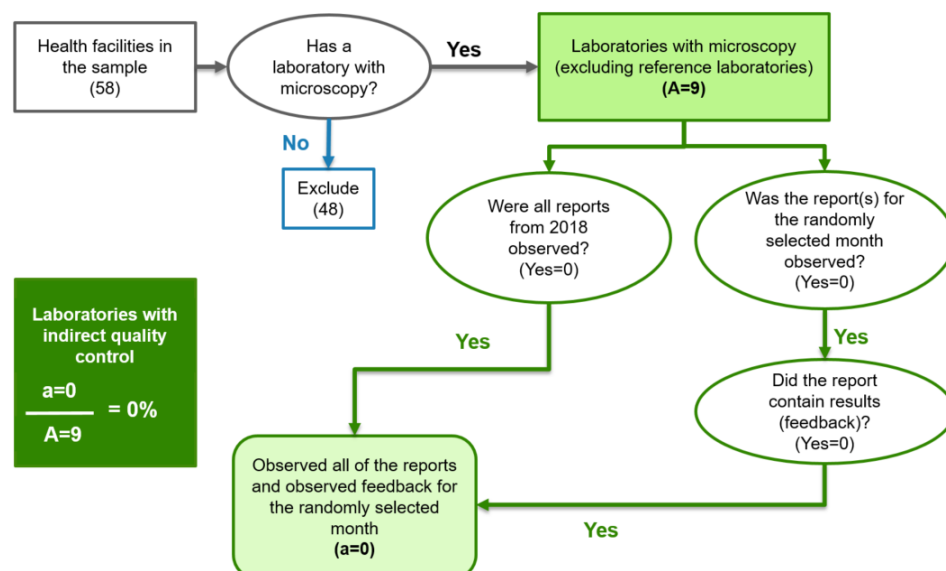 Health facilities in
the sample
(58)
Has a
laboratory with
microscopy?
Yes
Laboratories with microscopy
(excluding reference laboratories)
(A=9)
No
Exclude
(48)
Were all reports
from 2018
observed?
(Yes=0)
Was the report(s) for
the randomly
selected month
observed?
(Yes=0)
Laboratories with
indirect quality
control
a=0
A=9
= 0%
Yes
Yes
Did the report
contain results
(feedback)?
(Yes=0)
Observed all of the reports
and observed feedback for
the randomly selected
month
(a=0)
Yes